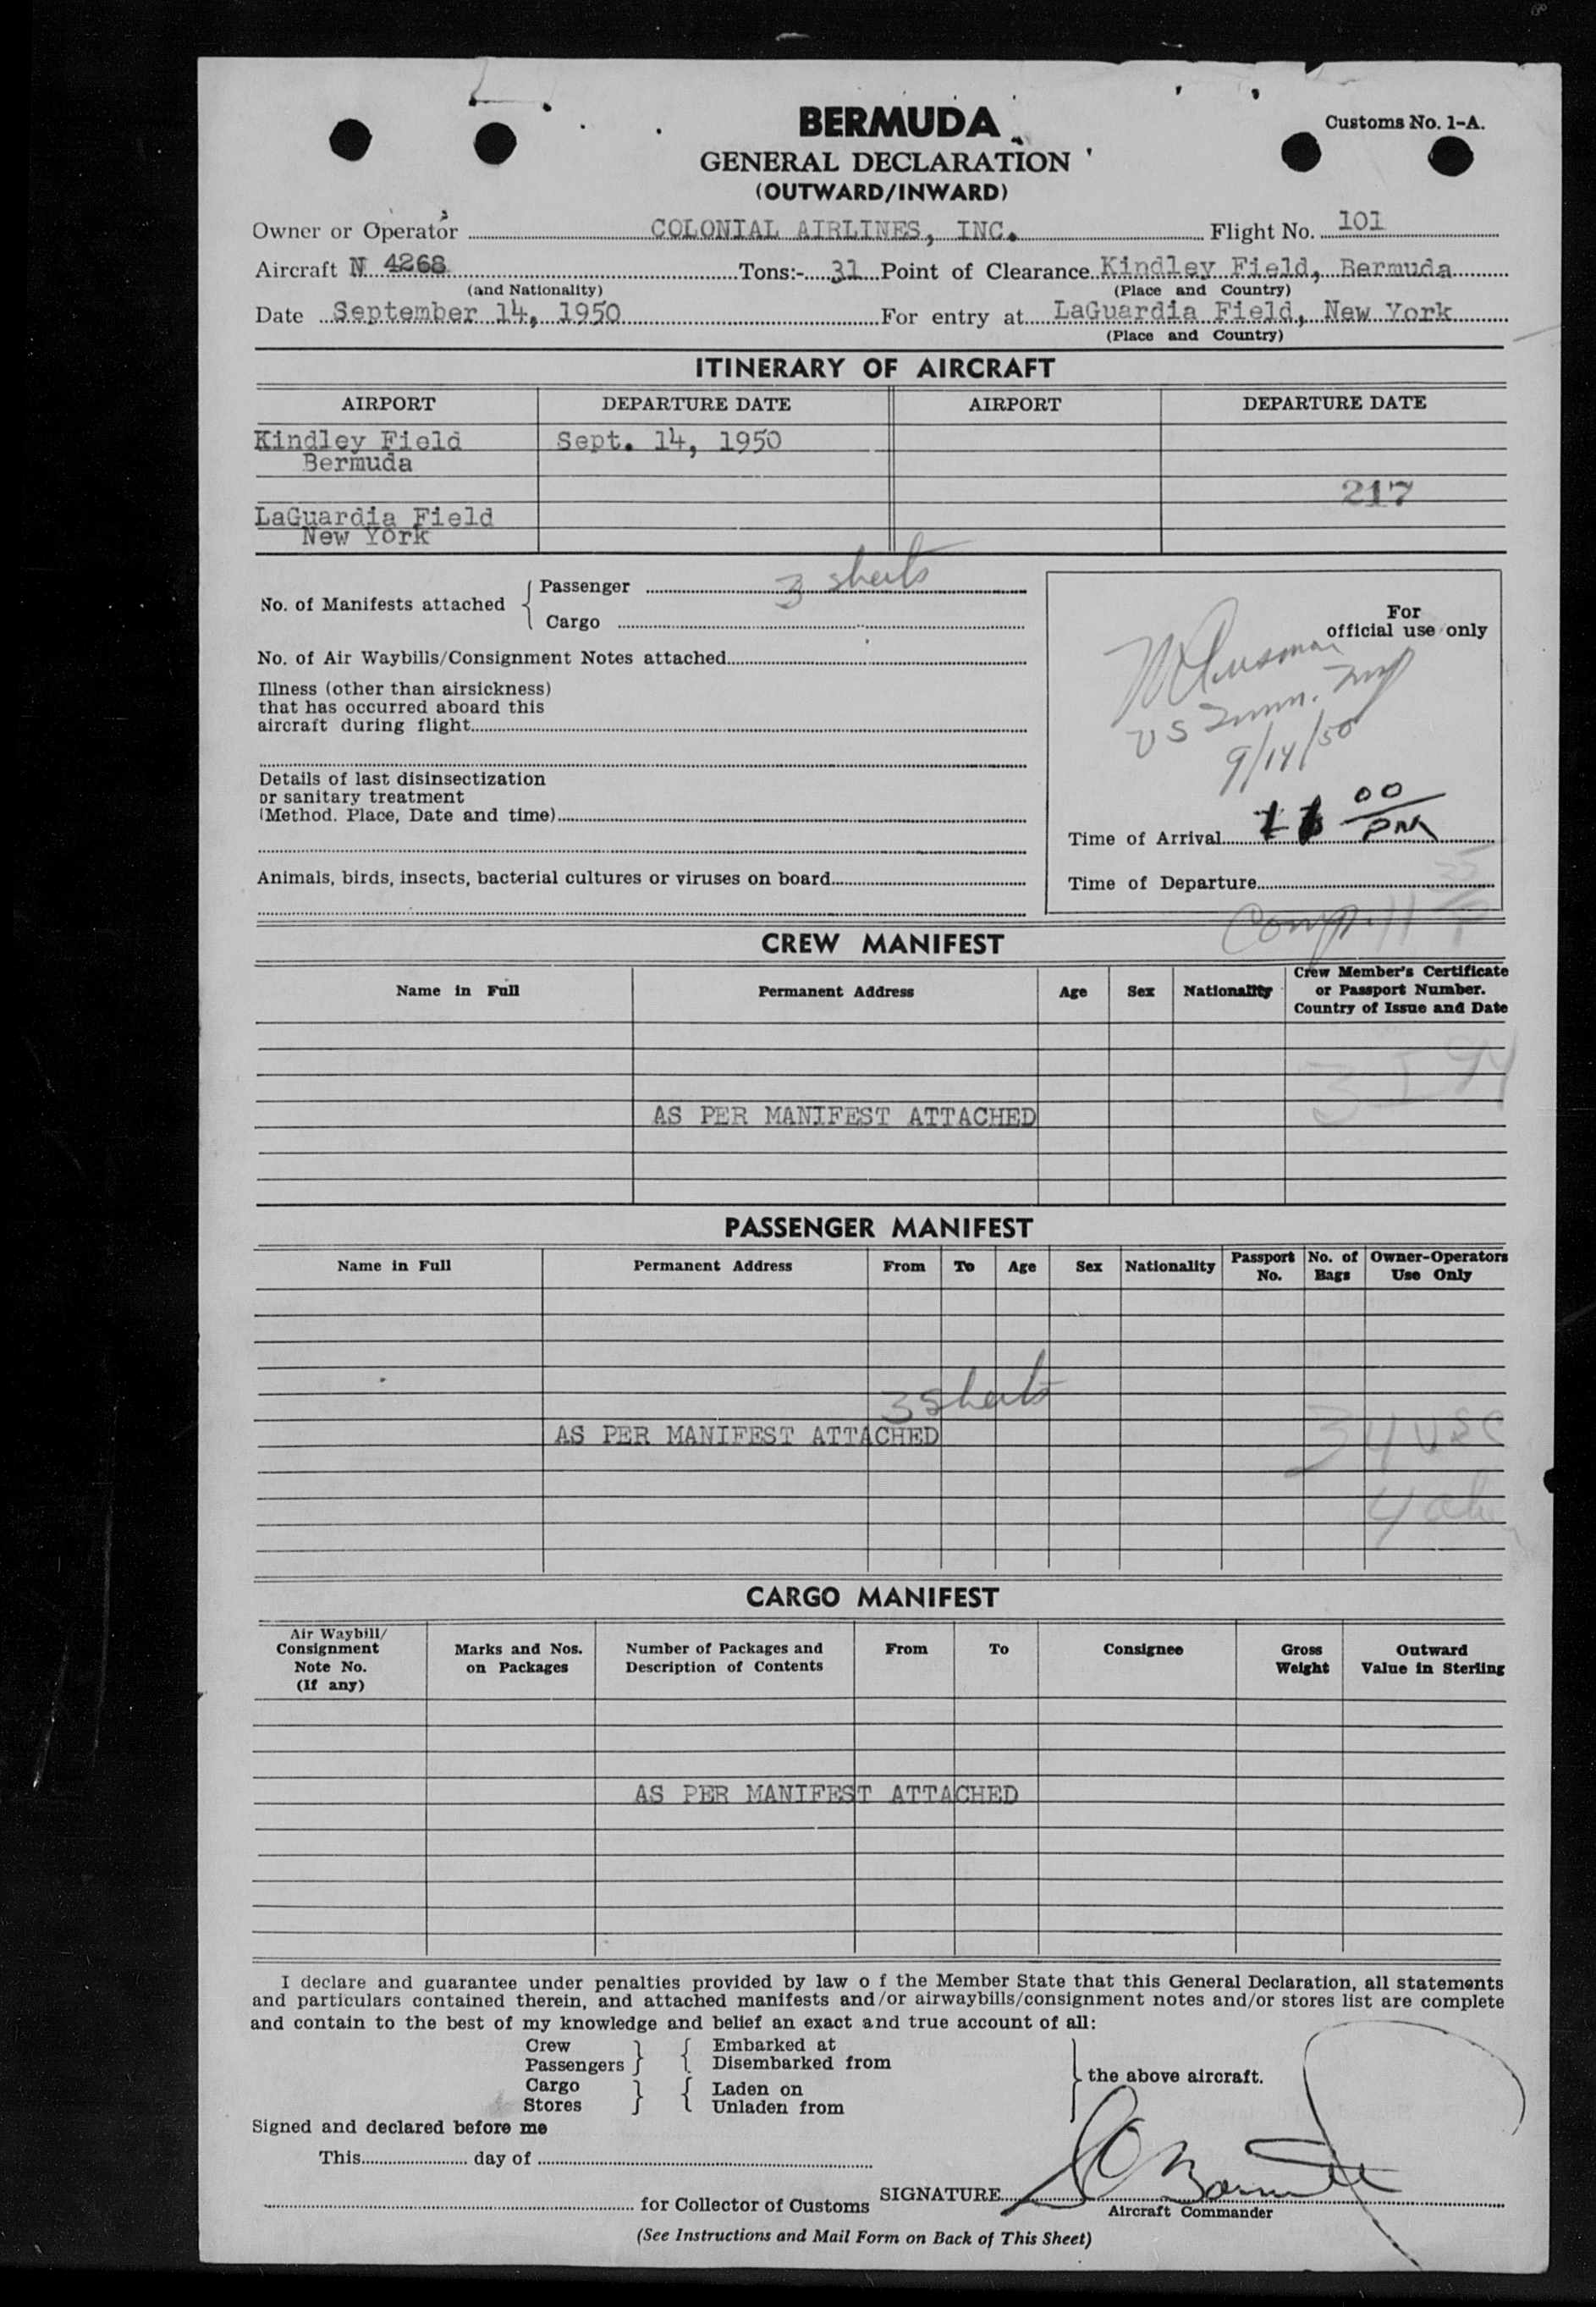 BERMUDA
Customs No. 1-A.
GENERAL DECLARATION
(OUTWARD/INWARD)
Owner or Operator COLONIAL AIRLINES, INC. Flight No. 101
Aircraft N 4268 Tons:- 31 Point of Clearance Kindley Field, Bermuda
(and Nationality) (Place and Country)
Date September 14, 1950 For entry at LaGuardia Field, New York
(Place and Country)
ITINERARY OF AIRCRAFT
AIRPORT DEPARTURE DATE AIRPORT DEPARTURE DATE
Kindley Field Sept. 14, 1950
Bermuda
217
LaGuardia Field
New York
No. of Manifests attached { Passenger 3 sheets
Cargo
No. of Air Waybills/Consignment Notes attached
Illness (other than airsickness)
that has occurred aboard this
aircraft during flight
Details of last disinsectization
or sanitary treatment
(Method. Place, Date and time)
Animals, birds, insects, bacterial cultures or viruses on board
For
official use only
US Imm. Insp
9/14/50
Time of Arrival 00 PM
Time of Departure
Comp. 11
CREW MANIFEST
Name in Full Permanent Address Age Sex Nationality Crew Member's Certificate
or Passport Number.
Country of Issue and Date
AS PER MANIFEST ATTACHED
PASSENGER MANIFEST
Name in Full Permanent Address From To Age Sex Nationality Passport No. No. of Bags Owner-Operators Use Only
3 sheets
AS PER MANIFEST ATTACHED
34 USC
4
CARGO MANIFEST
Air Waybill/
Consignment
Note No.
(If any)
Marks and Nos.
on Packages
Number of Packages and
Description of Contents
From To Consignee
Gross
Weight
Outward
Value in Sterling
AS PER MANIFEST ATTACHED
I declare and guarantee under penalties provided by law o f the Member State that this General Declaration, all statements
and particulars contained therein, and attached manifests and/or airwaybills/consignment notes and/or stores list are complete
and contain to the best of my knowledge and belief an exact and true account of all:
Crew } { Embarked at
Passengers } { Disembarked from
Cargo } { Laden on
Stores } { Unladen from
} the above aircraft.
Signed and declared before me
This day of
for Collector of Customs
SIGNATURE
Aircraft Commander
(See Instructions and Mail Form on Back of This Sheet)